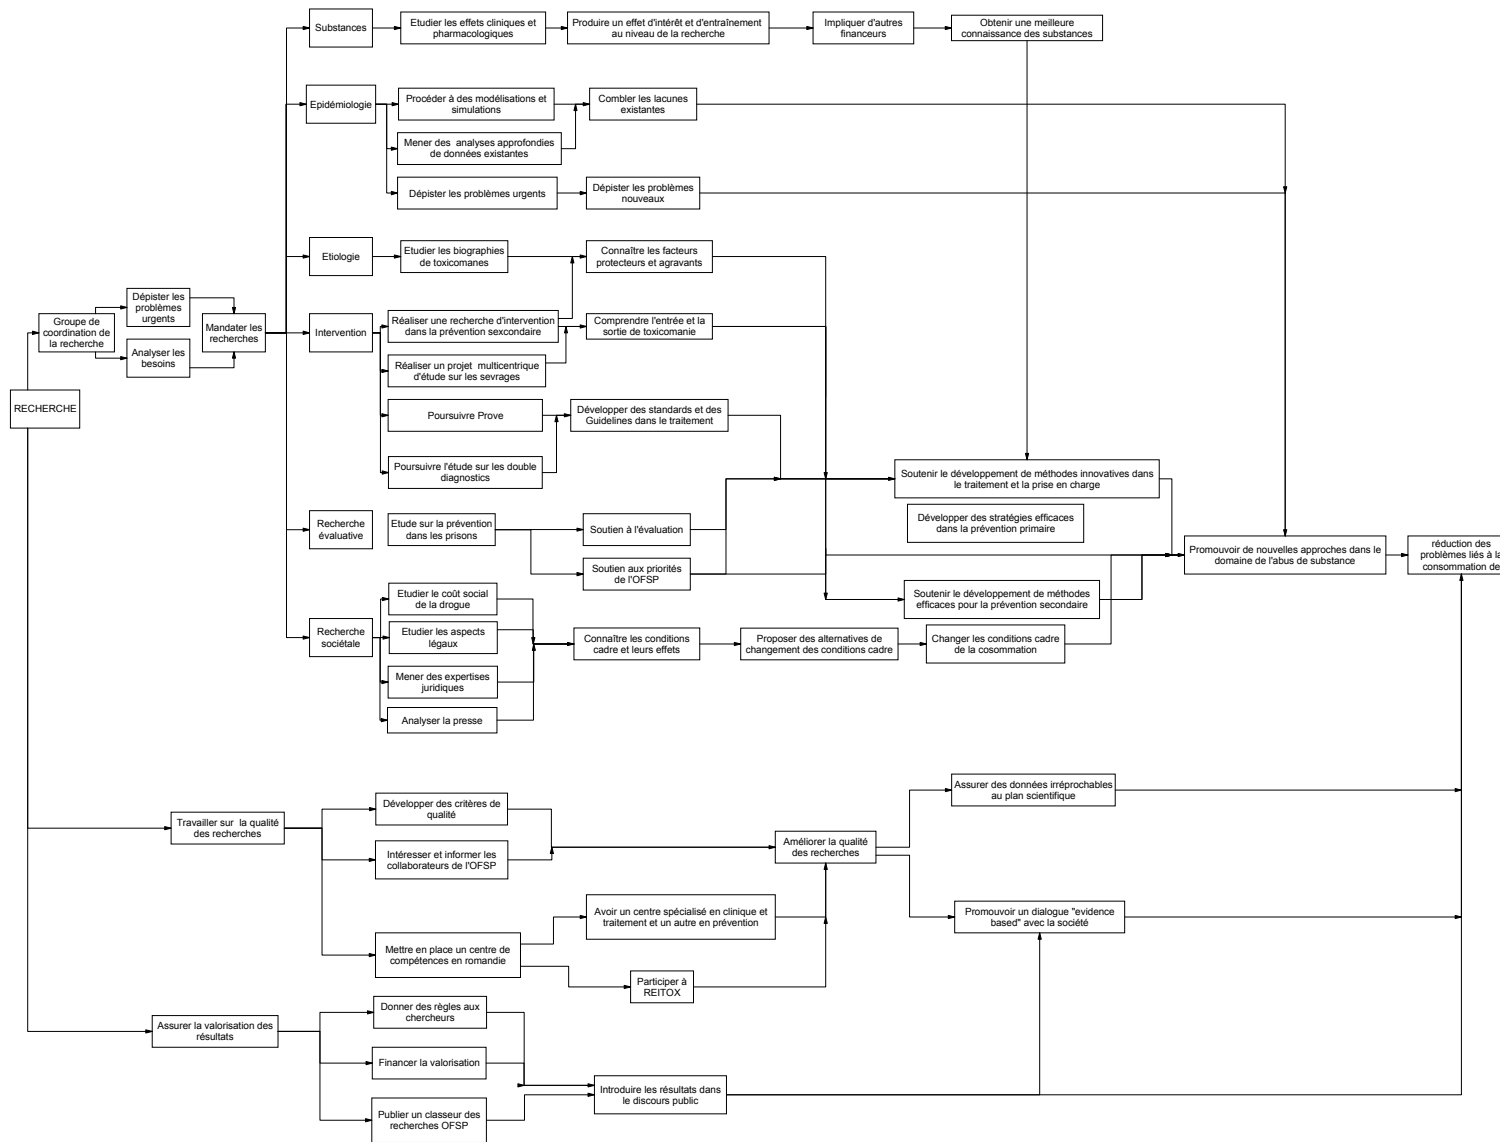 Substances
Etudier les effets cliniques et
pharmacologiques
Produire un effet d'intérêt et d'entraînement
au niveau de la recherche
Impliquer d'autres
financeurs
Obtenir une meilleure
connaissance des substances
Epidémiologie
Procéder à des modélisations et
simulations
Combler les lacunes
existantes
Mener des  analyses approfondies
de données existantes
Dépister les problèmes urgents
Dépister les problèmes
nouveaux
Etiologie
Etudier les biographies
de toxicomanes
Connaître les facteurs
protecteurs et agravants
Groupe de
coordination de
la recherche
Dépister les
problèmes
urgents
Analyser les
besoins
Mandater les
recherches
Intervention
Réaliser une recherche d'intervention
dans la prévention sexcondaire
Comprendre l'entrée et la
sortie de toxicomanie
Réaliser un projet  multicentrique
d'étude sur les sevrages
RECHERCHE
Poursuivre Prove
Développer des standards et des
Guidelines dans le traitement
Poursuivre l'étude sur les double
diagnostics
Soutenir le développement de méthodes innovatives dans
le traitement et la prise en charge
Recherche
évaluative
Etude sur la prévention
dans les prisons
Soutien à l'évaluation
Développer des stratégies efficaces
dans la prévention primaire
Soutien aux priorités
de l'OFSP
Promouvoir de nouvelles approches dans le
domaine de l'abus de substance
réduction des
problèmes liés à la
consommation de
Etudier le coût social
de la drogue
Soutenir le développement de méthodes
efficaces pour la prévention secondaire
Recherche
sociétale
Etudier les aspects
légaux
Connaître les conditions
cadre et leurs effets
Proposer des alternatives de
changement des conditions cadre
Changer les conditions cadre
de la cosommation
Mener des expertises
juridiques
Analyser la presse
Travailler sur  la qualité
des recherches
Développer des critères de
qualité
Intéresser et informer les
collaborateurs de l'OFSP
Améliorer la qualité
des recherches
Assurer des données irréprochables
au plan scientifique
Avoir un centre spécialisé en clinique et
traitement et un autre en prévention
Promouvoir un dialogue "evidence
based" avec la société
Mettre en place un centre de
compétences en romandie
Participer à
REITOX
Assurer la valorisation des
résultats
Donner des règles aux
chercheurs
Financer la valorisation
Introduire les résultats dans
le discours public
Publier un classeur des
recherches OFSP